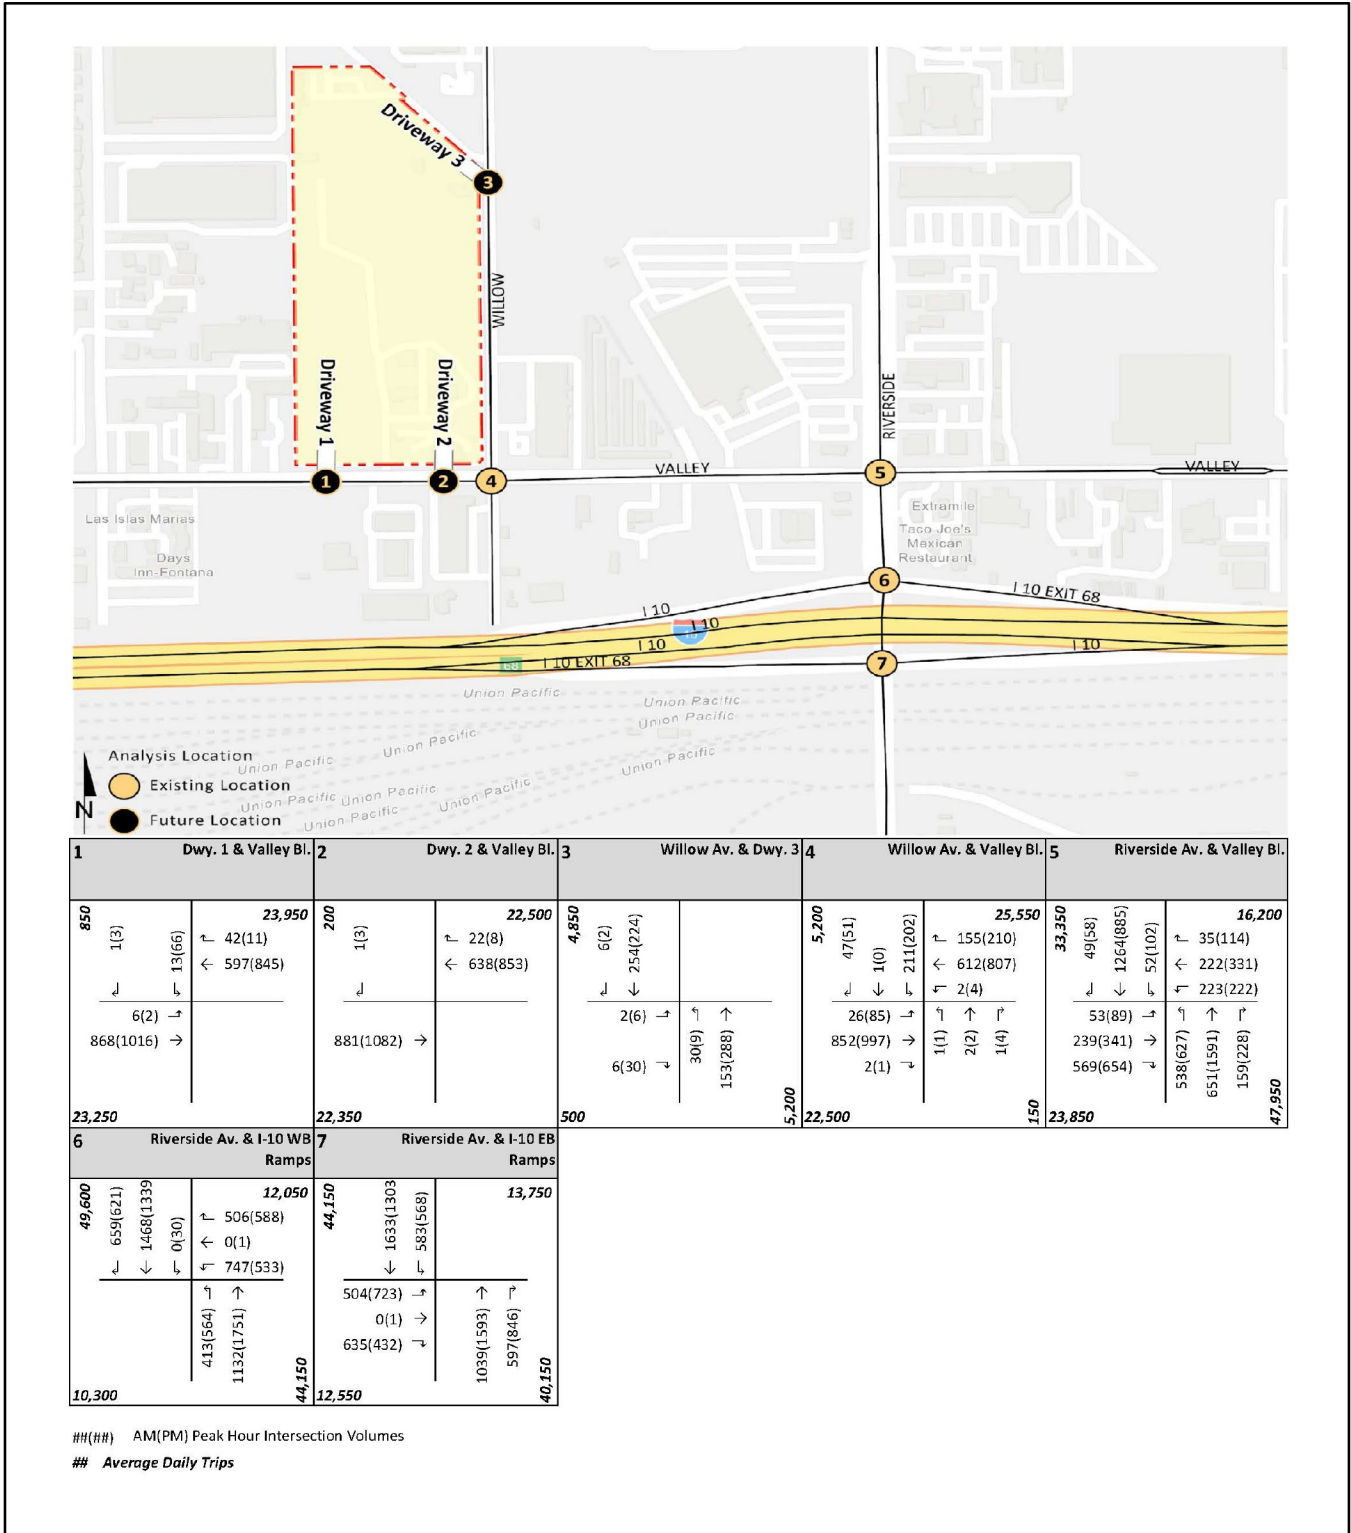 Driveway 3
3
WILLOW
RIVERSIDE
Driveway 1
Driveway 2
1
2
4
VALLEY
5
VALLEY
Las Islas Marias
Days
Inn-Fontana
Extramile
Taco Joe's
Mexican
Restaurant
6
I 10 EXIT 68
I 10
I 10
10
I 10
68
I 10 EXIT 68
7
Union Pacific
Union Pacific
Union Pacific
Union Pacific
Union Pacific
Union Pacific
Union Pacific
Union Pacific
Union Pacific
Union Pacific
Union Pacific
Analysis Location
Existing Location
Future Location
N
1 Dwy. 1 & Valley Bl.
850
1(3)
13(66)
23,950
42(11)
597(845)
6(2)
868(1016)
23,250
2 Dwy. 2 & Valley Bl.
200
1(3)
22,500
22(8)
638(853)
881(1082)
22,350
3 Willow Av. & Dwy. 3
4,850
6(2)
254(224)
2(6)
6(30)
30(9)
153(288)
500
5,200
4 Willow Av. & Valley Bl.
5,200
47(51)
1(0)
211(202)
25,550
155(210)
612(807)
2(4)
26(85)
852(997)
2(1)
1(1)
2(2)
1(4)
22,500
150
5 Riverside Av. & Valley Bl.
33,350
49(58)
1264(885)
52(102)
16,200
35(114)
222(331)
223(222)
53(89)
239(341)
569(654)
538(627)
651(1591)
159(228)
23,850
47,950
6 Riverside Av. & I-10 WB
Ramps
49,600
659(621)
1468(1339
0(30)
12,050
506(588)
0(1)
747(533)
413(564)
1132(1751)
10,300
44,150
7 Riverside Av. & I-10 EB
Ramps
44,150
1633(1303
583(568)
13,750
504(723)
0(1)
635(432)
1039(1593)
597(846)
12,550
40,150
##(##) AM(PM) Peak Hour Intersection Volumes
## Average Daily Trips